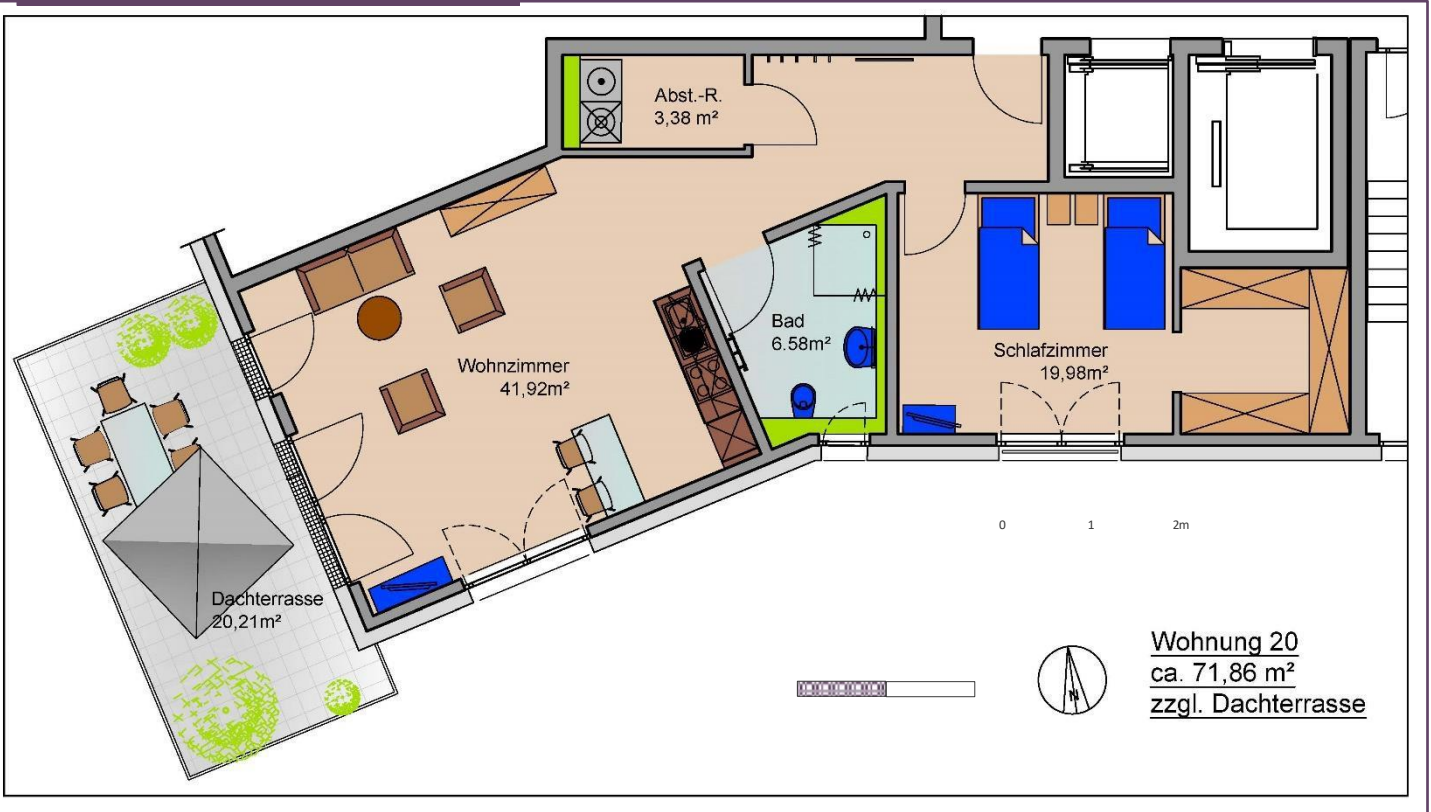 Abst.-R.
3,38 m²
Bad
6.58m²
Wohnzimmer
41,92m²
Schlafzimmer
19,98m²
0 1 2m
Dachterrasse
20,21m²
N
Wohnung 20
ca. 71,86 m²
zzgl. Dachterrasse